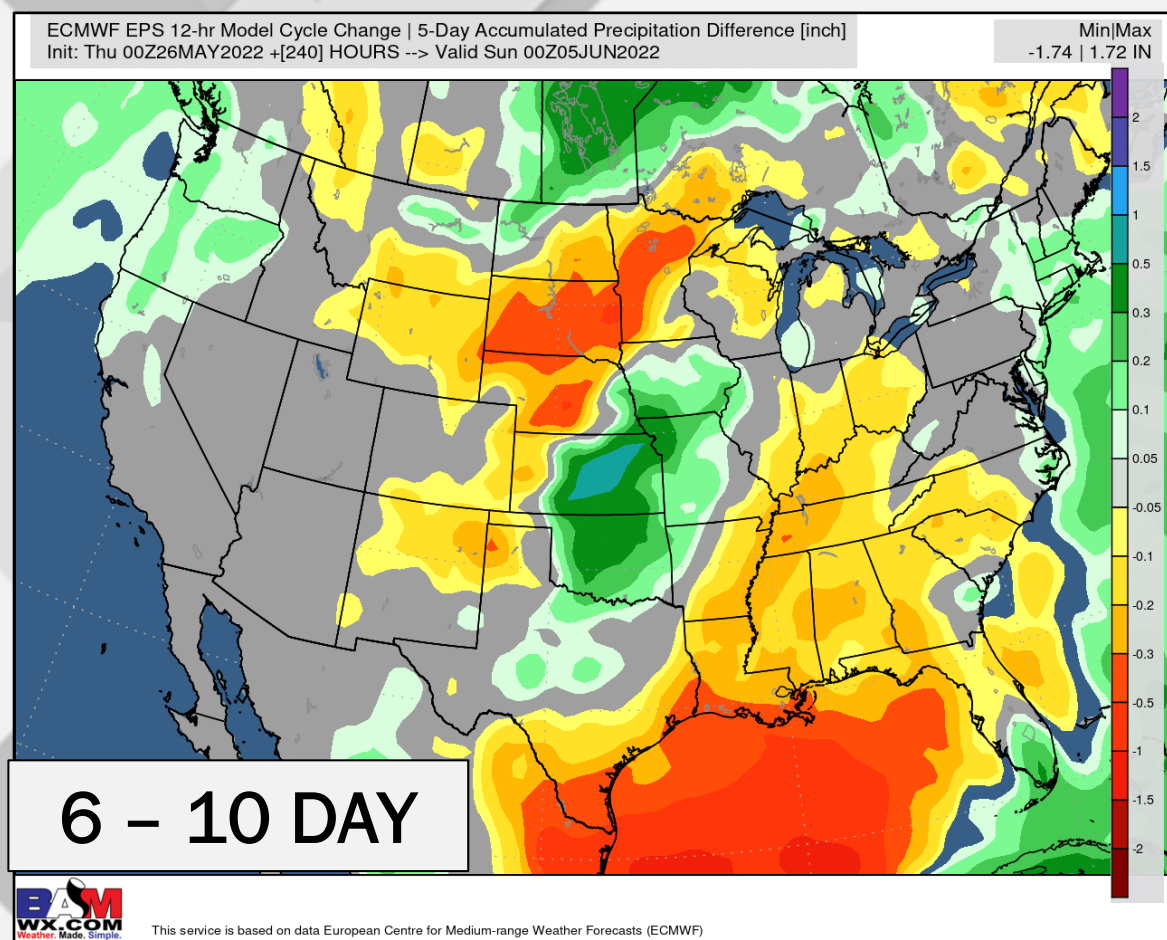 ECMWF EPS 12-hr Model Cycle Change | 5-Day Accumulated Precipitation Difference [inch]
Init: Thu 00Z26MAY2022 +[240] HOURS --> Valid Sun 00Z05JUN2022
Min|Max
-1.74 | 1.72 IN
2
1.5
1
0.5
0.3
0.2
0.1
0.05
-0.05
-0.1
-0.2
-0.3
-0.5
-1
-1.5
-2
6 – 10 DAY
BAM
WX.COM
Weather. Made. Simple.
This service is based on data European Centre for Medium-range Weather Forecasts (ECMWF)